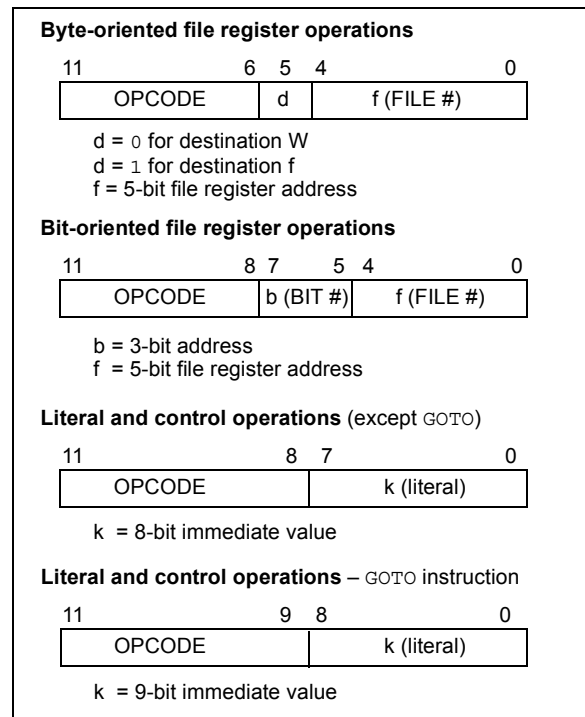 Byte-oriented file register operations
11 6 5 4 0
OPCODE d f (FILE #)
d = 0 for destination W
d = 1 for destination f
f = 5-bit file register address
Bit-oriented file register operations
11 8 7 5 4 0
OPCODE b (BIT #) f (FILE #)
b = 3-bit address
f = 5-bit file register address
Literal and control operations (except GOTO)
11 8 7 0
OPCODE k (literal)
k = 8-bit immediate value
Literal and control operations – GOTO instruction
11 9 8 0
OPCODE k (literal)
k = 9-bit immediate value